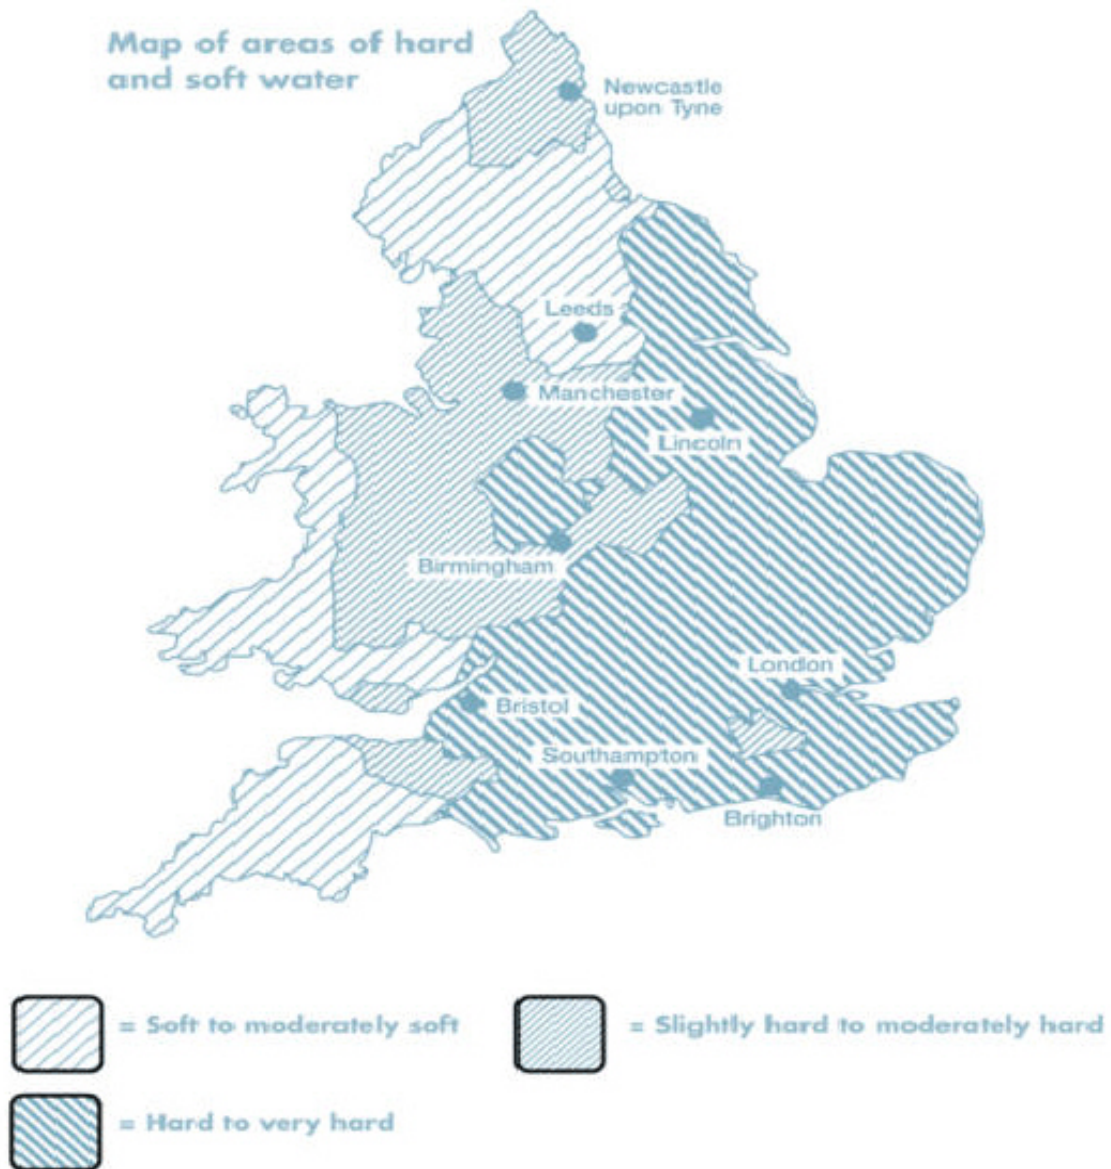 Map of areas of hard
and soft water
Newcastle
upon Tyne
Leeds
Manchester
Lincoln
Birmingham
London
Bristol
Southampton
Brighton
= Soft to moderately soft
= Slightly hard to moderately hard
= Hard to very hard